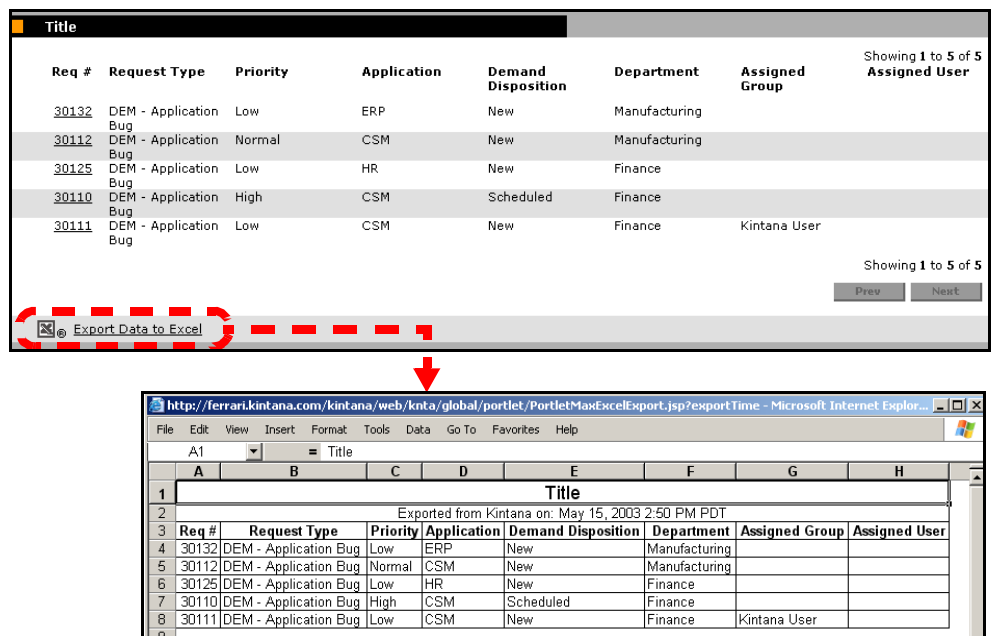 Title
Showing 1 to 5 of 5
Req # Request Type Priority Application Demand Disposition Department Assigned Group Assigned User
30132 DEM - Application Bug Low ERP New Manufacturing
30112 DEM - Application Bug Normal CSM New Manufacturing
30125 DEM - Application Bug Low HR New Finance
30110 DEM - Application Bug High CSM Scheduled Finance
30111 DEM - Application Bug Low CSM New Finance Kintana User
Showing 1 to 5 of 5
Prev Next
® Export Data to Excel
http://ferrari.kintana.com/kintana/web/knta/global/portlet/PortletMaxExcelExport.jsp?exportTime - Microsoft Internet Explor...
File Edit View Insert Format Tools Data Go To Favorites Help
A1 = Title
A B C D E F G H
1 Title
2 Exported from Kintana on: May 15, 2003 2:50 PM PDT
3 Req # Request Type Priority Application Demand Disposition Department Assigned Group Assigned User
4 30132 DEM - Application Bug Low ERP New Manufacturing
5 30112 DEM - Application Bug Normal CSM New Manufacturing
6 30125 DEM - Application Bug Low HR New Finance
7 30110 DEM - Application Bug High CSM Scheduled Finance
8 30111 DEM - Application Bug Low CSM New Finance Kintana User
9